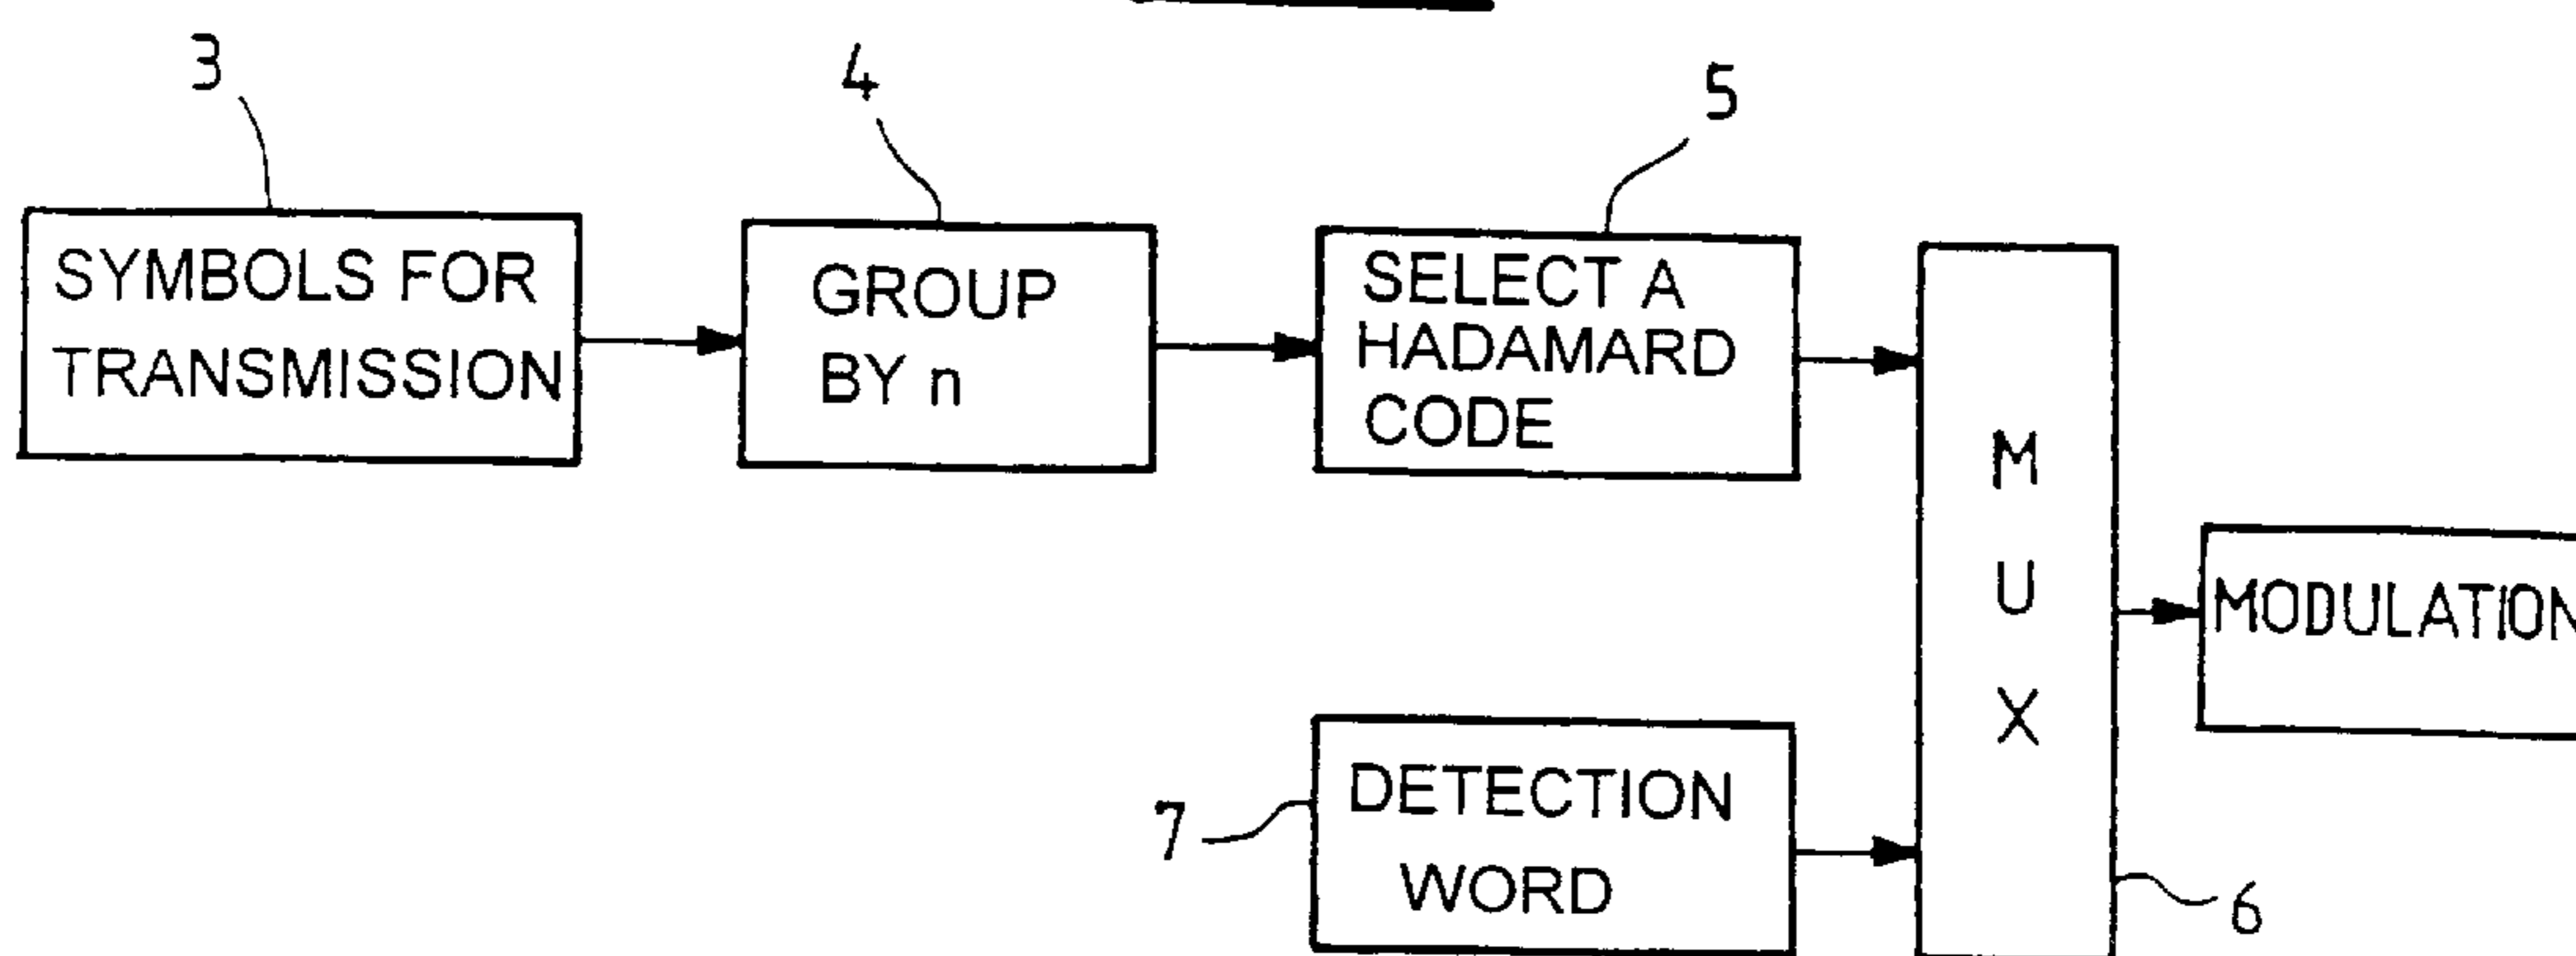 3
4
5
SYMBOLS FOR
TRANSMISSION
GROUP
BY n
SELECT A
HADAMARD
CODE
M
U
X
MODULATION
7
DETECTION
WORD
6